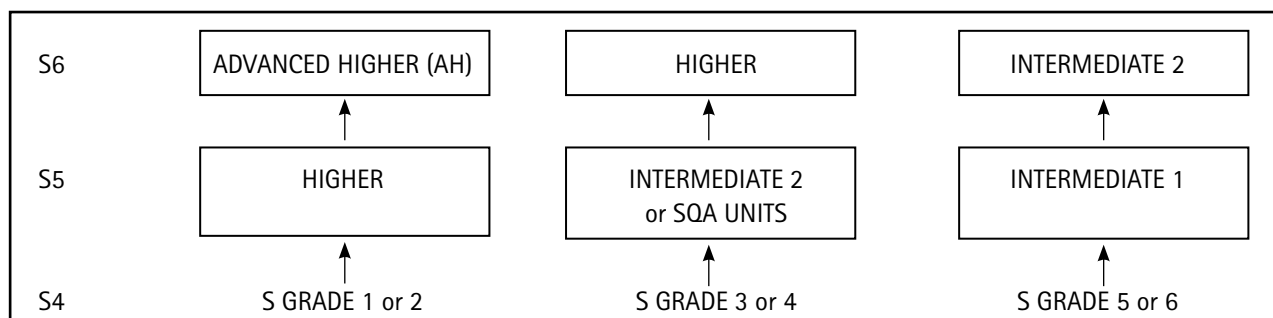 S6 ADVANCED HIGHER (AH) HIGHER INTERMEDIATE 2
S5 HIGHER INTERMEDIATE 2 INTERMEDIATE 1
or SQA UNITS
S4 S GRADE 1 or 2 S GRADE 3 or 4 S GRADE 5 or 6